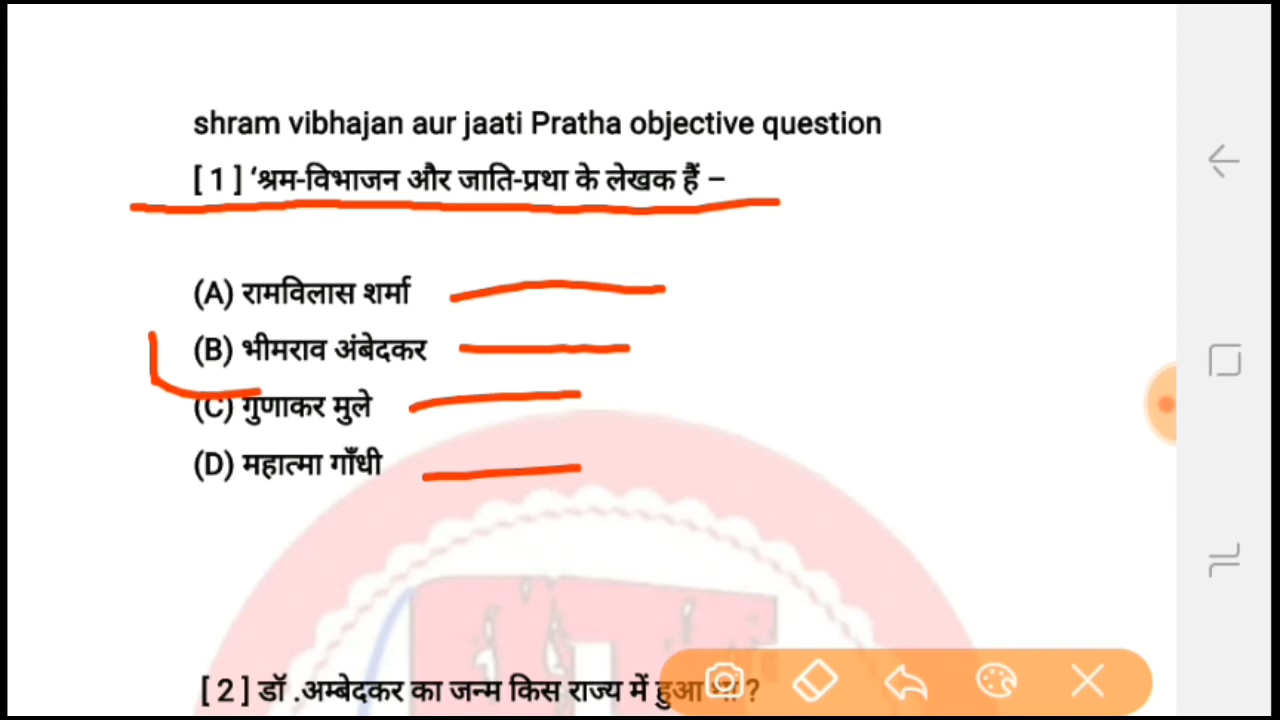 shram vibhajan aur jaati Pratha objective question
[ 1 ] ‘श्रम-विभाजन और जाति-प्रथा के लेखक हैं –
(A) रामविलास शर्मा
(B) भीमराव अंबेदकर
(C) गुणाकर मुले
(D) महात्मा गाँधी
[ 2 ] डॉ .अम्बेदकर का जन्म किस राज्य में हुआ था ?